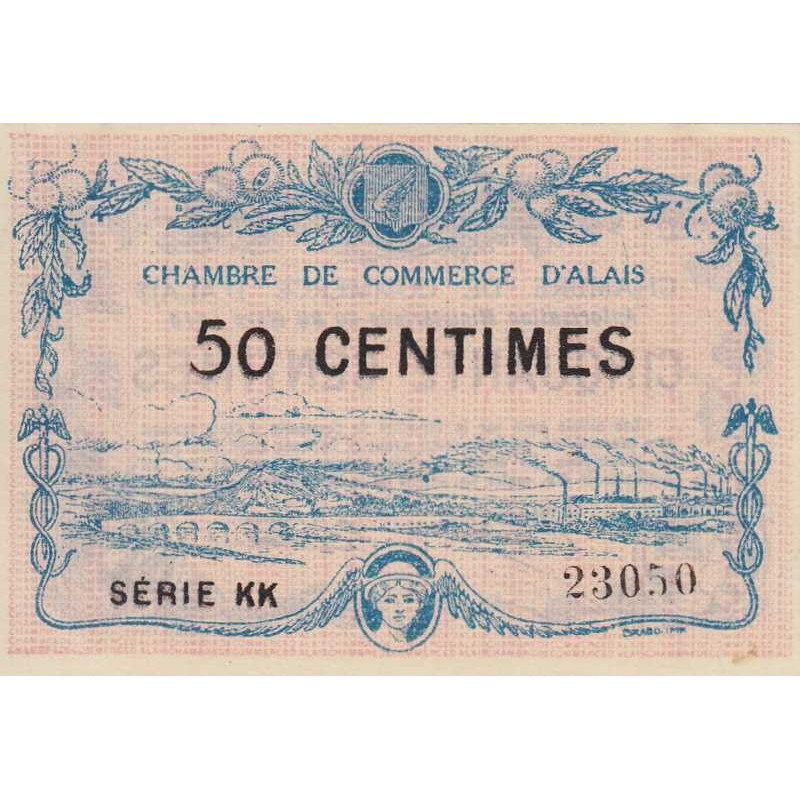 CHAMBRE DE COMMERCE D'ALAIS
50 CENTIMES
SÉRIE KK
23050